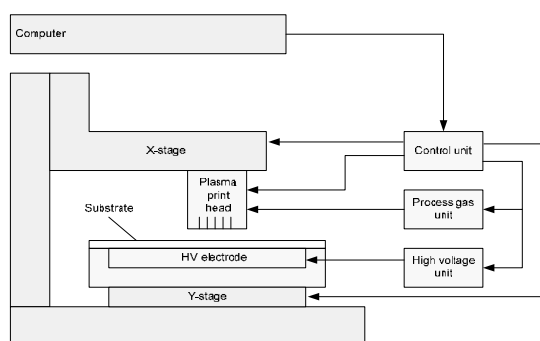 Computer
X-stage
Control unit
Plasma
print
head
Process gas
unit
Substrate
HV electrode
High voltage
unit
Y-stage